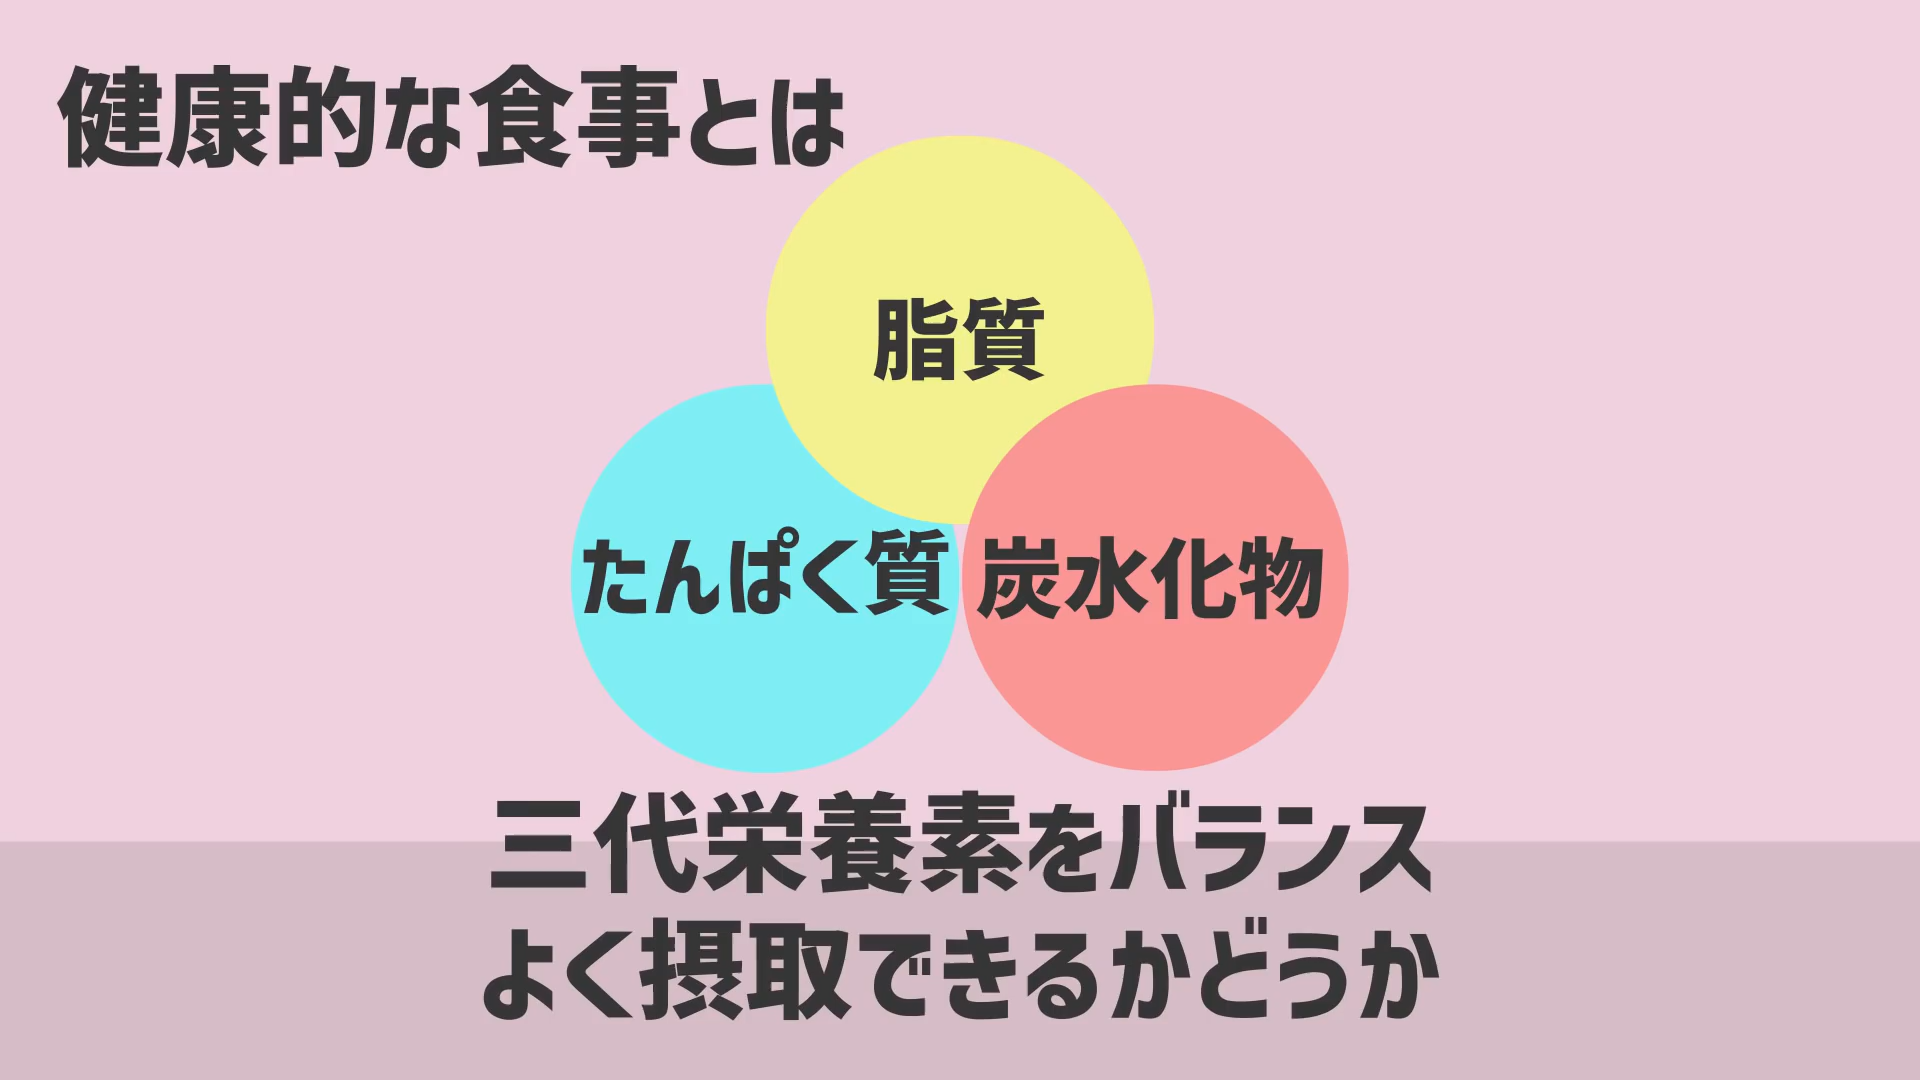 健康的な食事とは
脂質
たんぱく質
炭水化物
三代栄養素をバランス
よく摂取できるかどうか